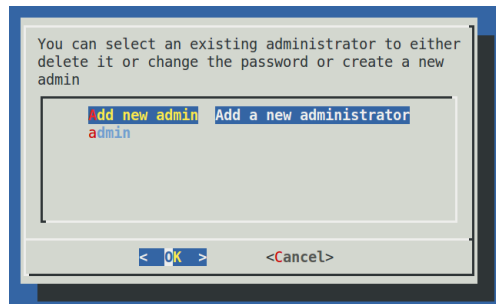 You can select an existing administrator to either
delete it or change the password or create a new
admin
Add new admin  Add a new administrator
admin
<  OK  >  <Cancel>